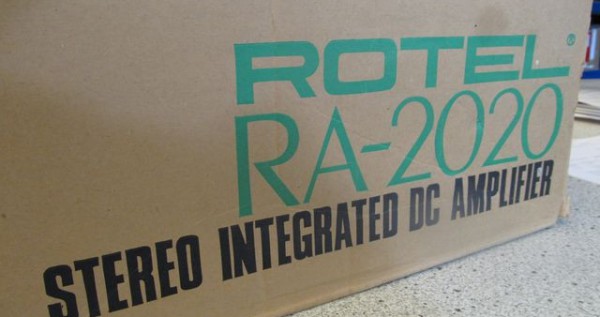 ROTEL®
RA-2020
STEREO INTEGRATED DC AMPLIFIER